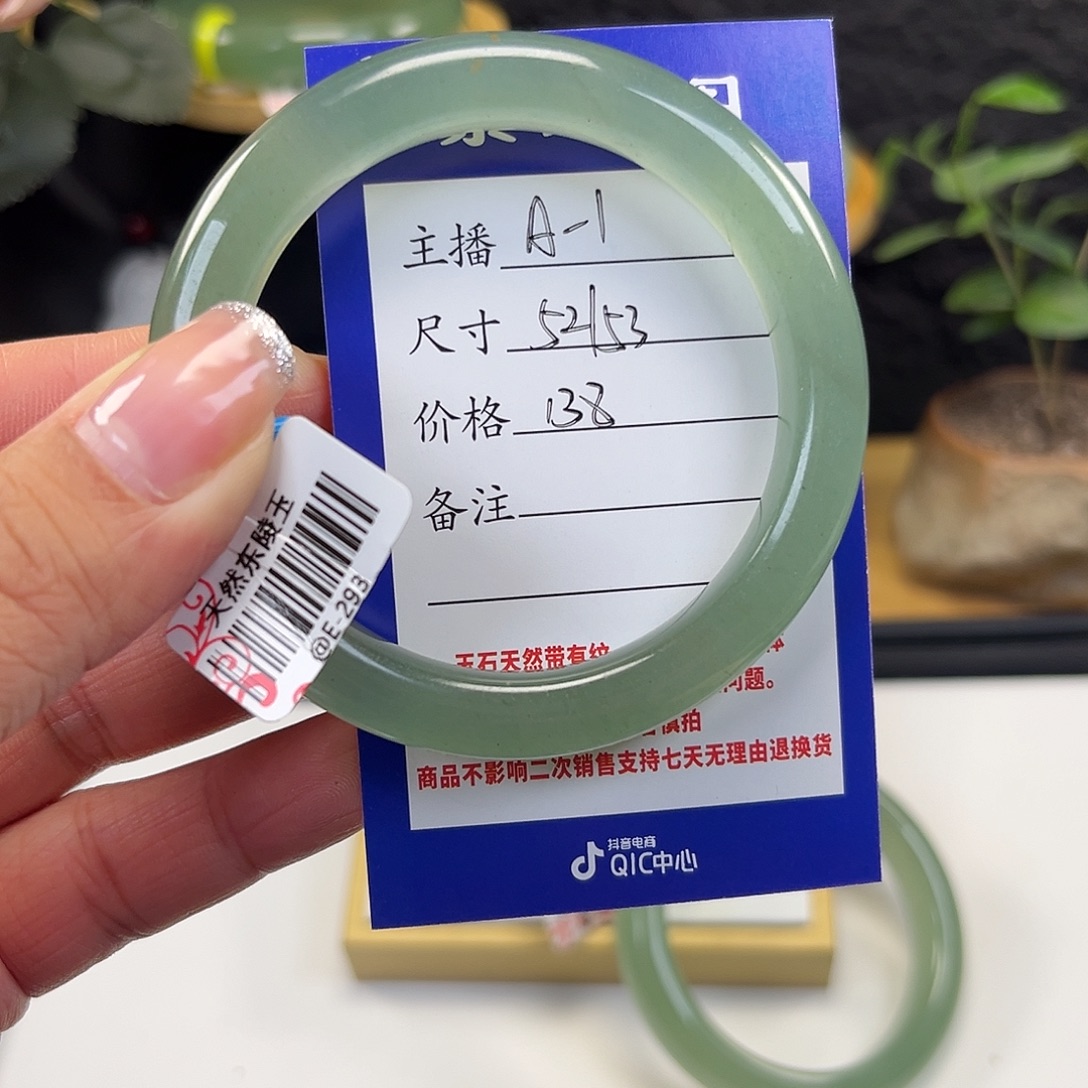 主播 A-1
尺寸 52/53
价格 138
备注
天然东陵玉
@E-293
玉石天然带有纹
问题。
慎拍
商品不影响二次销售支持七天无理由退换货
抖音电商
QIC中心